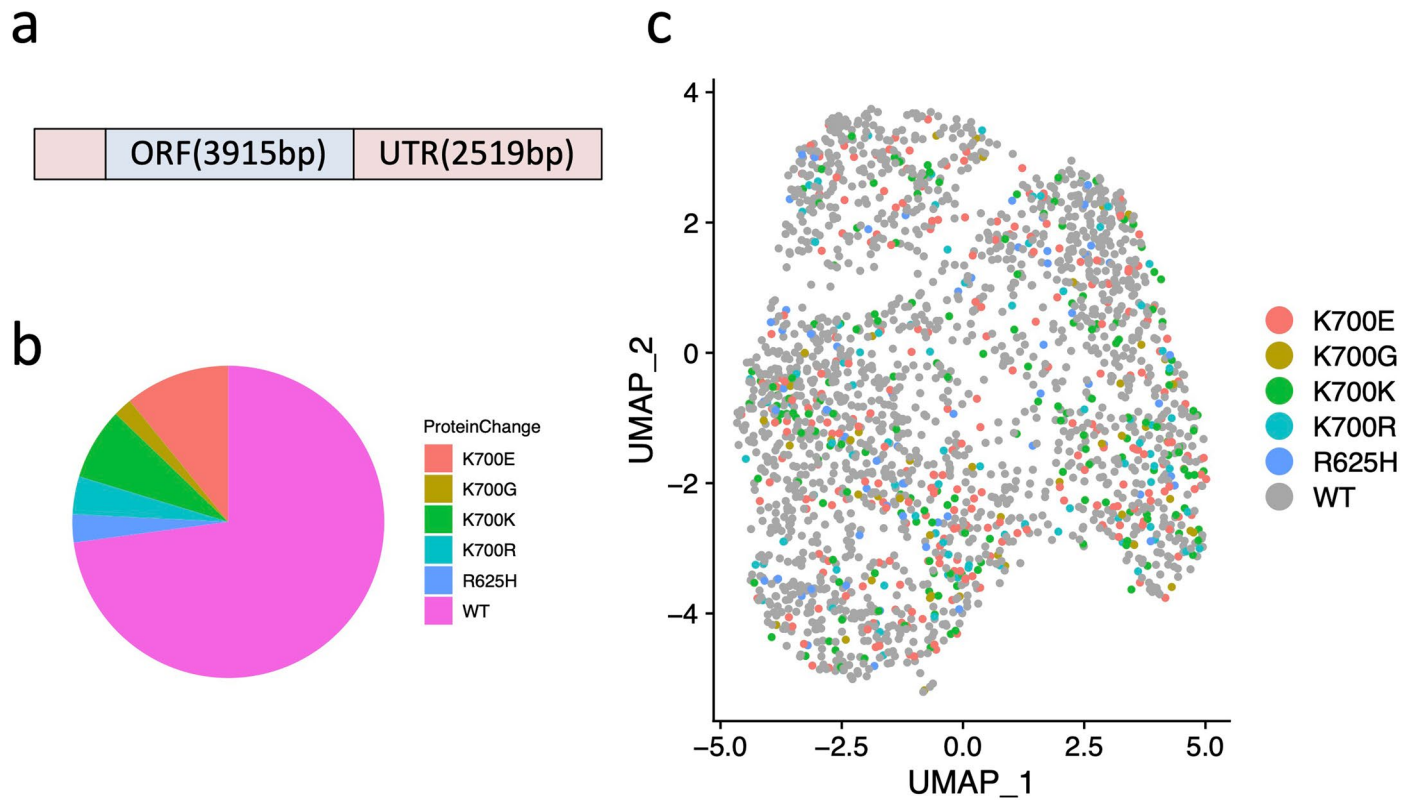 a
ORF(3915bp) UTR(2519bp)
b
ProteinChange
K700E
K700G
K700K
K700R
R625H
WT
c
4
2
0
−2
−4
UMAP_2
−5.0 −2.5 0.0 2.5 5.0
UMAP_1
K700E
K700G
K700K
K700R
R625H
WT